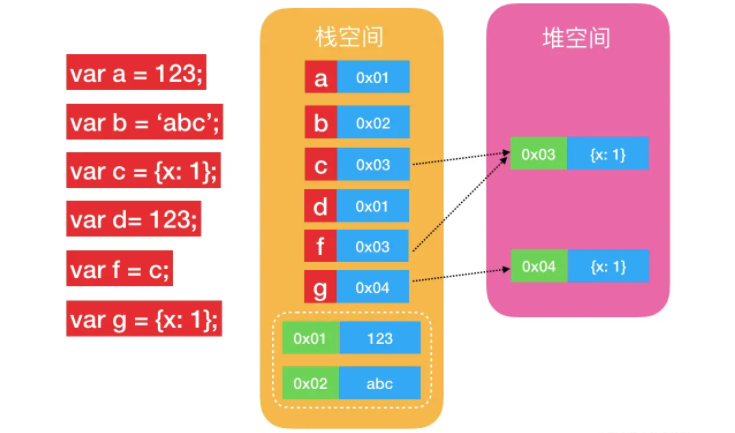 var a = 123;
var b = ‘abc’;
var c = {x: 1};
var d= 123;
var f = c;
var g = {x: 1};
栈空间
a 0x01
b 0x02
c 0x03
d 0x01
f 0x03
g 0x04
0x01 123
0x02 abc
堆空间
0x03 {x: 1}
0x04 {x: 1}